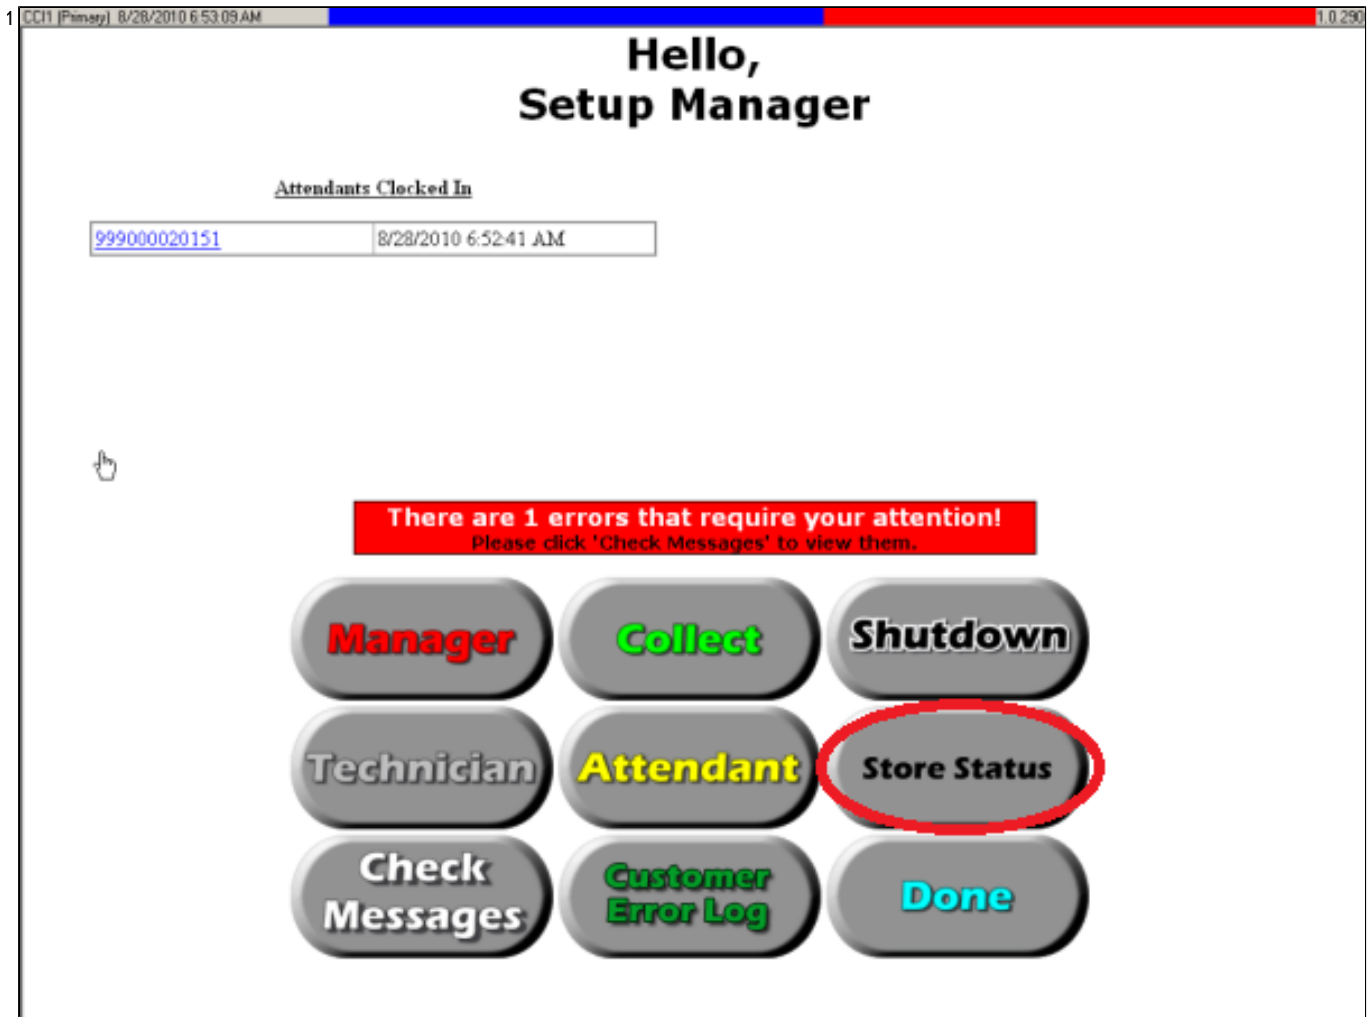 1
CCI1 (Primary) 8/28/2010 6:53:09 AM
1.0.290
Hello,
Setup Manager
Attendants Clocked In
999000020151 8/28/2010 6:52:41 AM
There are 1 errors that require your attention!
Please click 'Check Messages' to view them.
Manager
Collect
Shutdown
Technician
Attendant
Store Status
Check
Messages
Customer
Error Log
Done